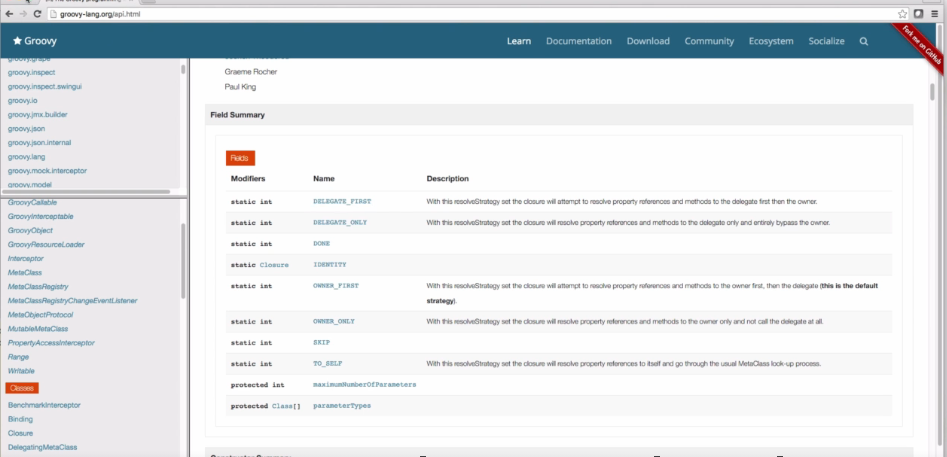 groovy-lang.org/api.html
Groovy
Learn
Documentation
Download
Community
Ecosystem
Socialize
Fork me on GitHub
groovy.grape
groovy.inspect
groovy.inspect.swingui
groovy.io
groovy.jmx.builder
groovy.json
groovy.json.internal
groovy.lang
groovy.mock.interceptor
groovy.model
GroovyCallable
GroovyInterceptable
GroovyObject
GroovyResourceLoader
Interceptor
MetaClass
MetaClassRegistry
MetaClassRegistryChangeEventListener
MetaObjectProtocol
MutableMetaClass
PropertyAccessInterceptor
Range
Writable
Classes
BenchmarkInterceptor
Binding
Closure
DelegatingMetaClass
Graeme Rocher
Paul King
Field Summary
Fields
Modifiers Name Description
static int DELEGATE_FIRST With this resolveStrategy set the closure will attempt to resolve property references and methods to the delegate first then the owner.
static int DELEGATE_ONLY With this resolveStrategy set the closure will resolve property references and methods to the delegate only and entirely bypass the owner.
static int DONE
static Closure IDENTITY
static int OWNER_FIRST With this resolveStrategy set the closure will attempt to resolve property references and methods to the owner first, then the delegate (this is the default
strategy).
static int OWNER_ONLY With this resolveStrategy set the closure will resolve property references and methods to the owner only and not call the delegate at all.
static int SKIP
static int TO_SELF With this resolveStrategy set the closure will resolve property references to itself and go through the usual MetaClass look-up process.
protected int maximumNumberOfParameters
protected Class[] parameterTypes